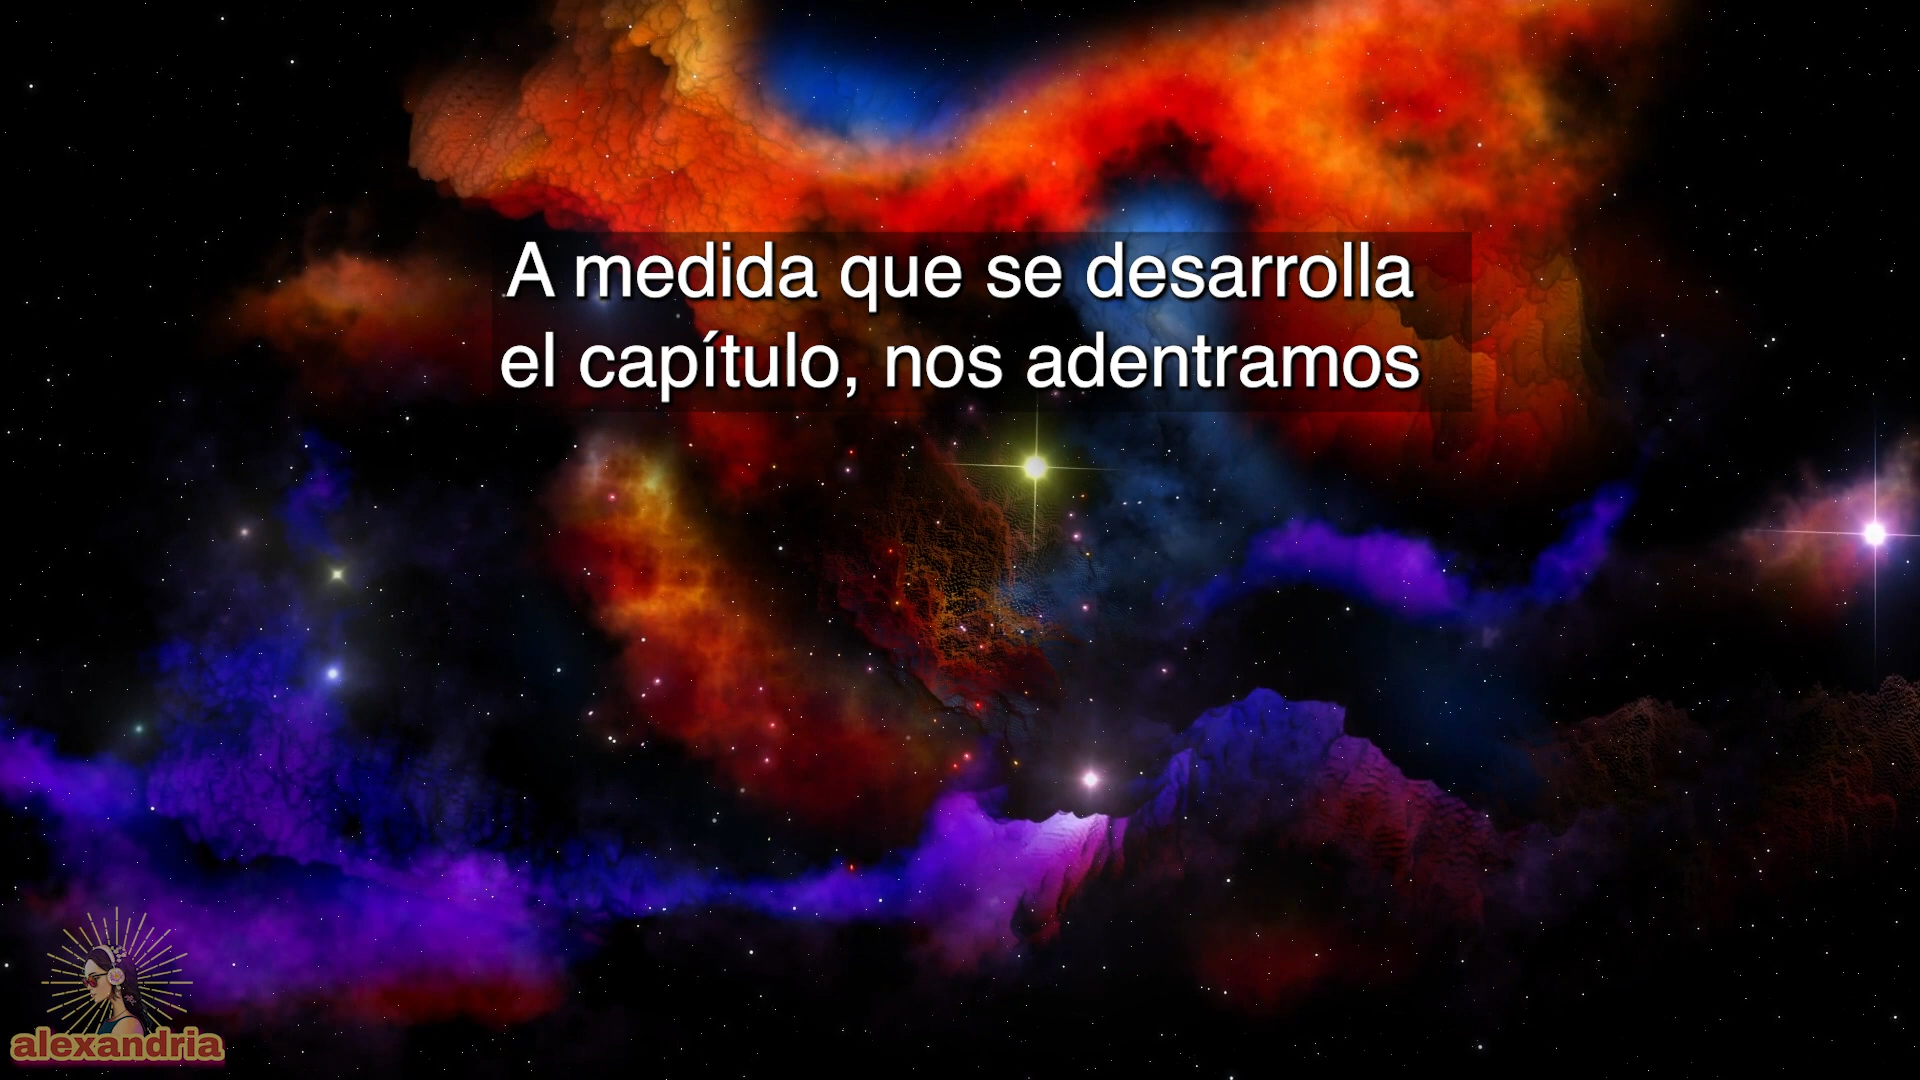 A medida que se desarrolla
el capítulo, nos adentramos
alexandria